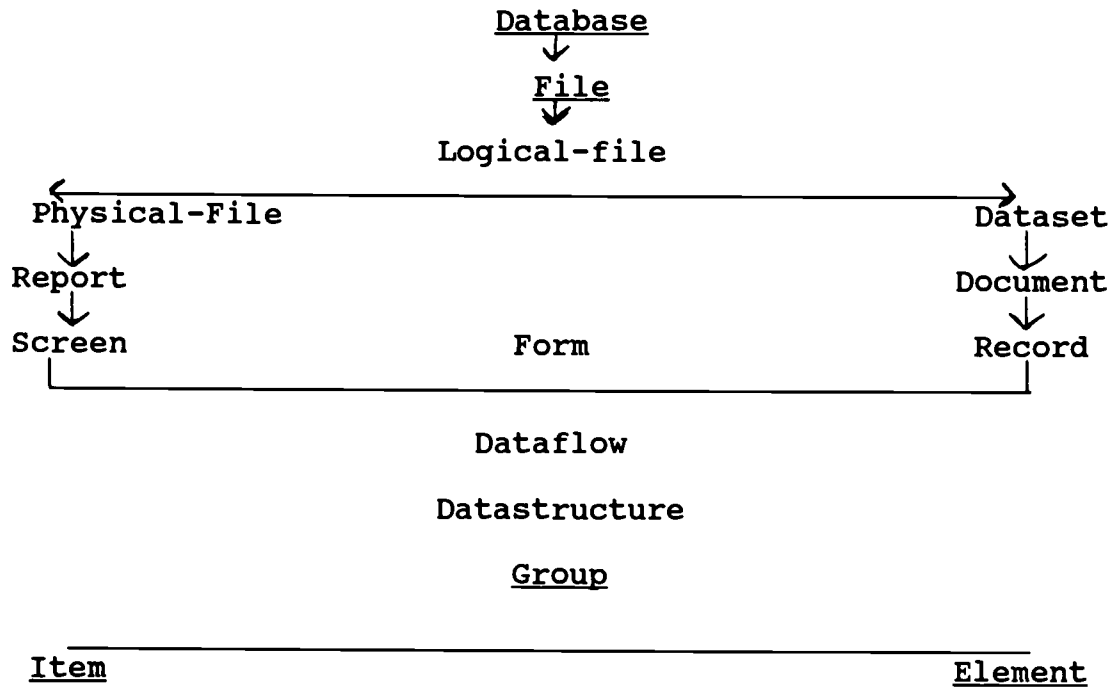 Database
File
Logical-file
Physical-File Dataset
Report Document
Screen Form Record
Dataflow
Datastructure
Group
Item Element